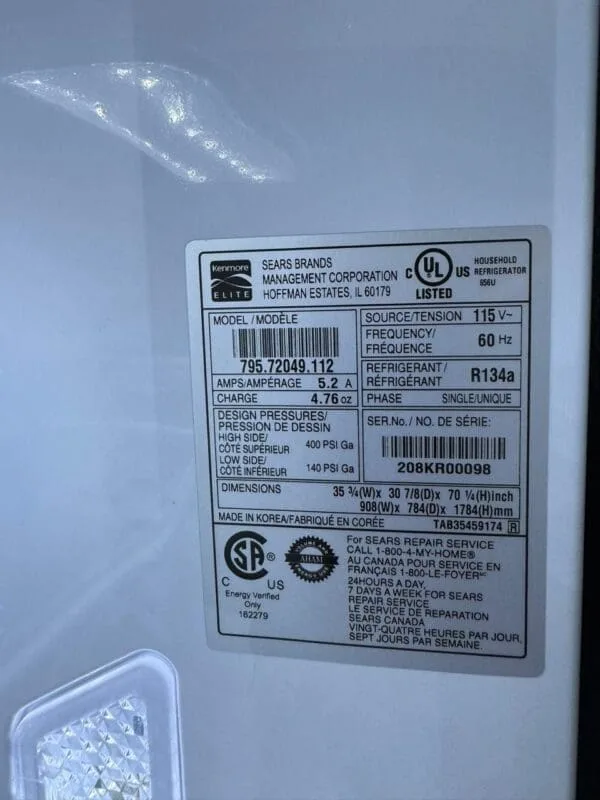 Kenmore
ELITE
SEARS BRANDS
MANAGEMENT CORPORATION
HOFFMAN ESTATES, IL 60179
C UL US
LISTED
HOUSEHOLD
REFRIGERATOR
656U
MODEL / MODÈLE
795.72049.112
AMPS/AMPÉRAGE 5.2 A
CHARGE 4.76 oz
SOURCE/TENSION 115 V~
FREQUENCY/
FRÉQUENCE 60 Hz
REFRIGERANT/
RÉFRIGÉRANT R134a
PHASE SINGLE/UNIQUE
DESIGN PRESSURES/
PRESSION DE DESSIN
HIGH SIDE/
CÔTÉ SUPÉRIEUR 400 PSI Ga
LOW SIDE/
CÔTÉ INFÉRIEUR 140 PSI Ga
SER.No. / NO. DE SÉRIE:
208KR00098
DIMENSIONS 35 3/4(W)x 30 7/8(D)x 70 1/4(H)inch
908(W)x 784(D)x 1784(H)mm
MADE IN KOREA/FABRIQUÉ EN CORÉE TAB35459174 R
CSA ®
C US
Energy Verified
Only
162279
AHAM
For SEARS REPAIR SERVICE
CALL 1-800-4-MY-HOME®
AU CANADA POUR SERVICE EN
FRANÇAIS 1-800-LE-FOYER
24HOURS A DAY,
7 DAYS A WEEK FOR SEARS
REPAIR SERVICE
LE SERVICE DE REPARATION
SEARS CANADA
VINGT-QUATRE HEURES PAR JOUR,
SEPT JOURS PAR SEMAINE.